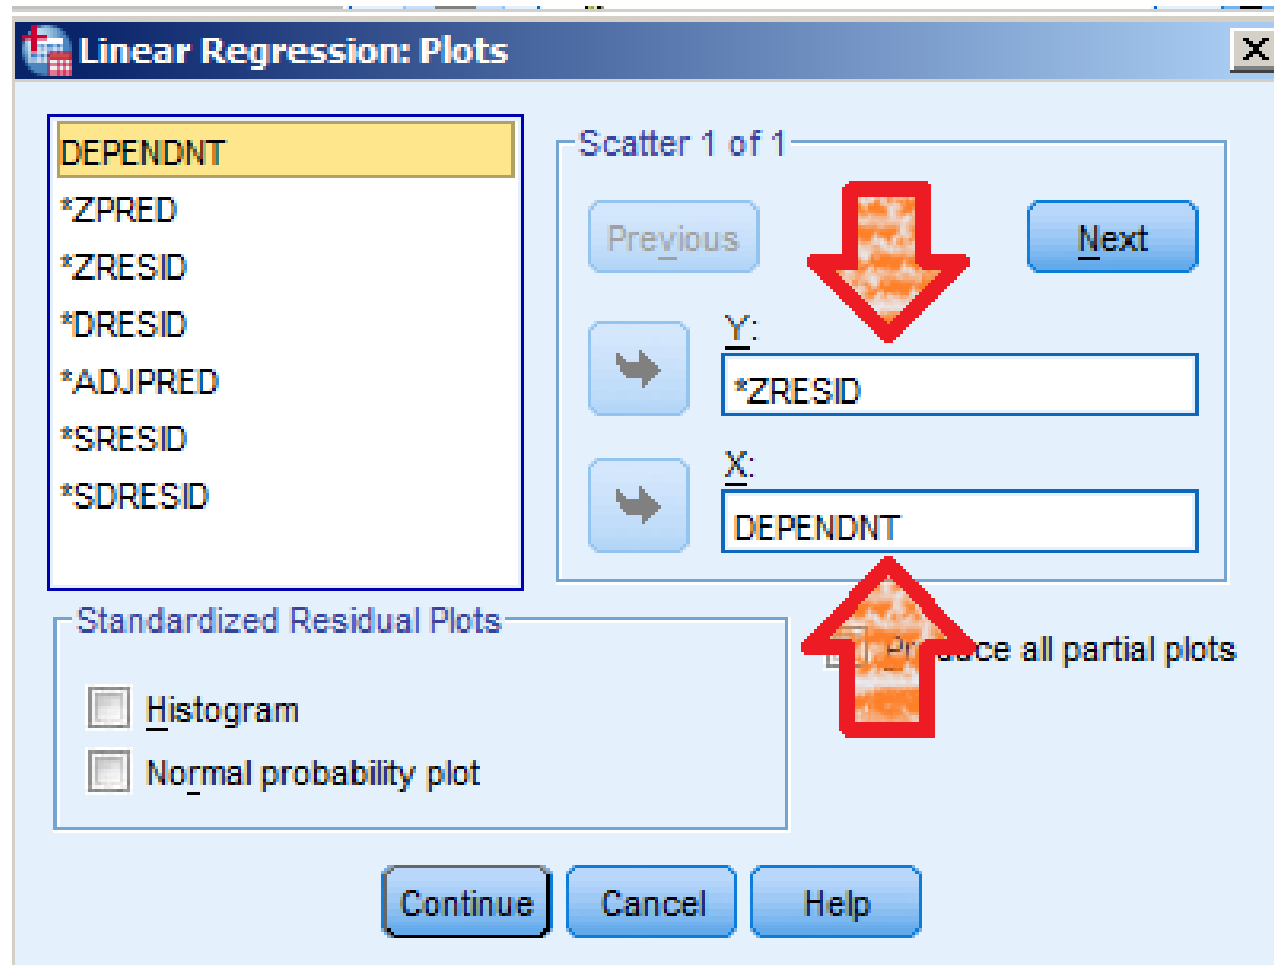 Linear Regression: Plots
DEPENDNT
*ZPRED
*ZRESID
*DRESID
*ADJPRED
*SRESID
*SDRESID
Scatter 1 of 1
Previous
Next
Y:
*ZRESID
X:
DEPENDNT
Standardized Residual Plots
Histogram
Normal probability plot
all partial plots
Continue
Cancel
Help